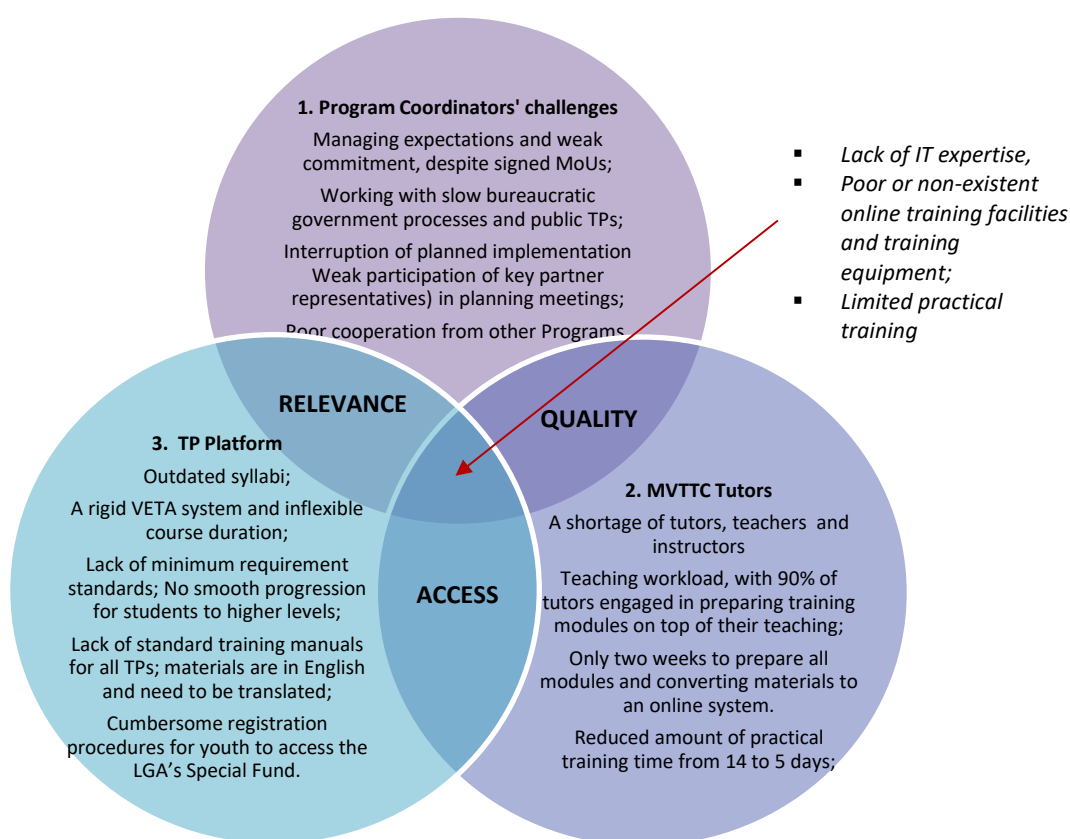 1. Program Coordinators' challenges
Managing expectations and weak
commitment, despite signed MoUs;
Working with slow bureaucratic
government processes and public TPs;
Interruption of planned implementation
Weak participation of key partner
representatives) in planning meetings;
Poor cooperation from other Programs
▪ Lack of IT expertise,
▪ Poor or non-existent
online training facilities
and training
equipment;
▪ Limited practical
training
RELEVANCE
QUALITY
ACCESS
3. TP Platform
Outdated syllabi;
A rigid VETA system and inflexible
course duration;
Lack of minimum requirement
standards; No smooth progression
for students to higher levels;
Lack of standard training manuals
for all TPs; materials are in English
and need to be translated;
Cumbersome registration
procedures for youth to access the
LGA's Special Fund.
2. MVTTC Tutors
A shortage of tutors, teachers and
instructors
Teaching workload, with 90% of
tutors engaged in preparing training
modules on top of their teaching;
Only two weeks to prepare all
modules and converting materials to
an online system.
Reduced amount of practical
training time from 14 to 5 days;